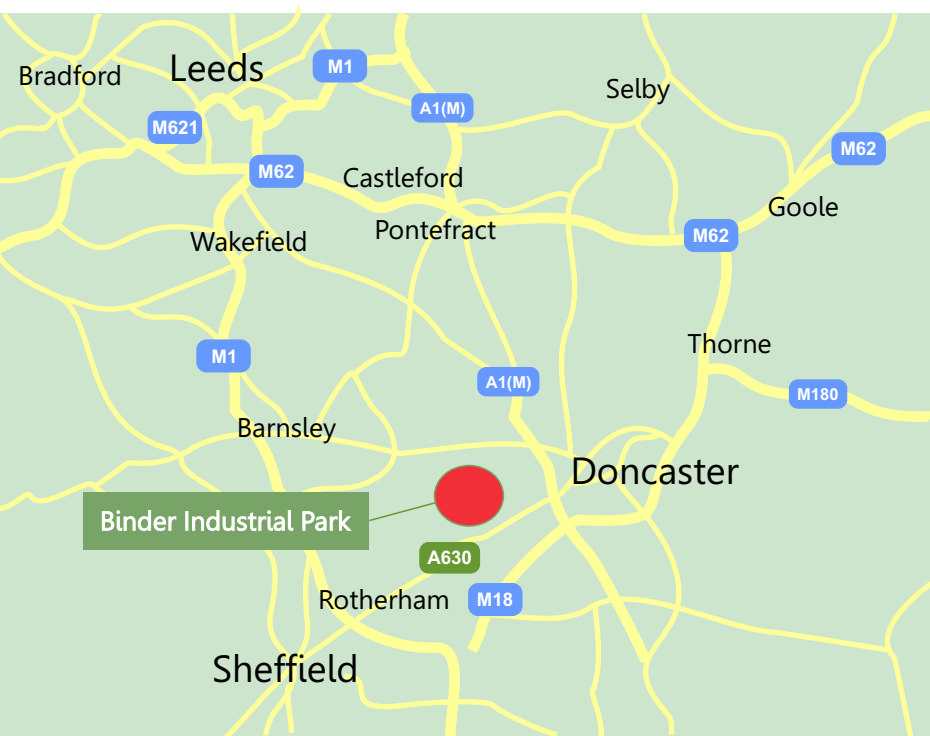 Leeds
M1
Bradford
Selby
A1(M)
M621
M62
M62
Castleford
Goole
Pontefract
M62
Wakefield
Thorne
M1
A1(M)
M180
Barnsley
Doncaster
Binder Industrial Park
A630
Rotherham
M18
Sheffield